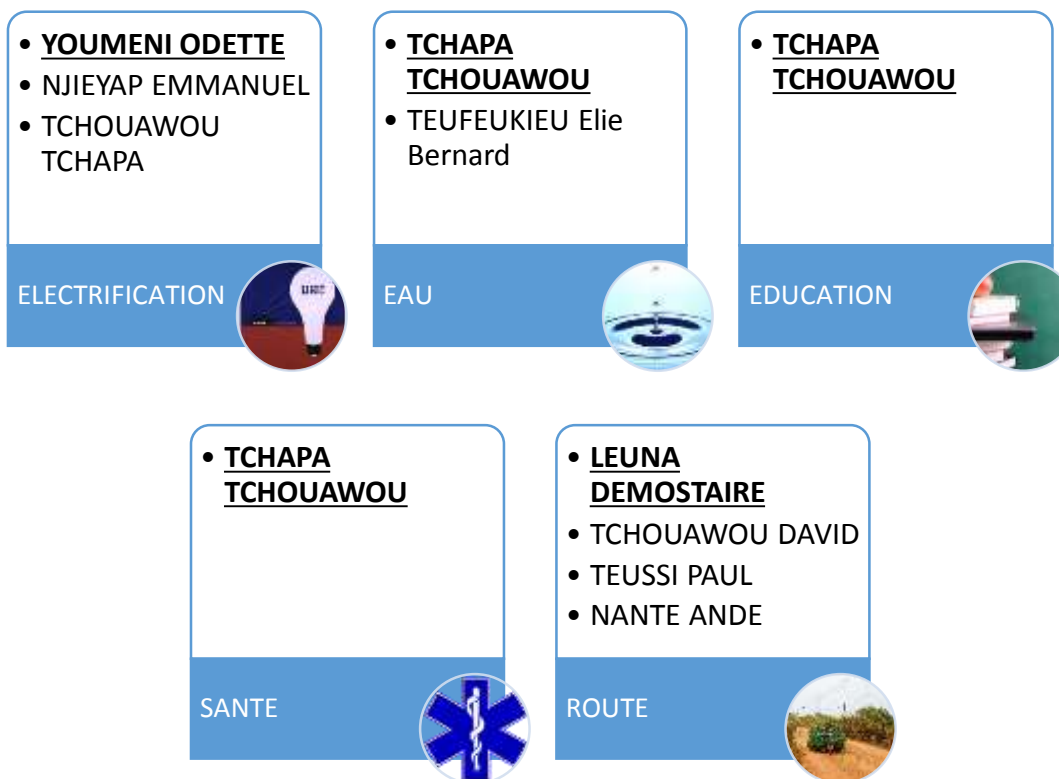 • YOUMENI ODETTE
• NJIEYAP EMMANUEL
• TCHOUAWOU
TCHAPA
ELECTRIFICATION
• TCHAPA
TCHOUAWOU
• TEUFEUKIEU Elie
Bernard
EAU
• TCHAPA
TCHOUAWOU
EDUCATION
• TCHAPA
TCHOUAWOU
SANTE
• LEUNA
DEMOSTAIRE
• TCHOUAWOU DAVID
• TEUSSI PAUL
• NANTE ANDE
ROUTE